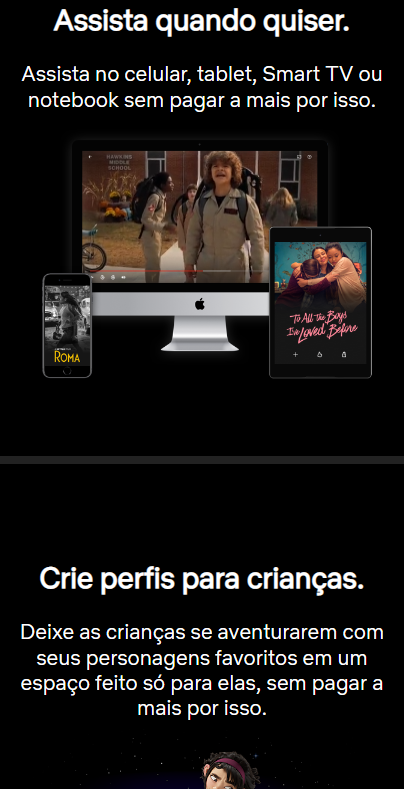 Assista quando quiser.
Assista no celular, tablet, Smart TV ou
notebook sem pagar a mais por isso.
HAWKINS
MIDDLE
SCHOOL
ROMA
To All the Boys
I've Loved Before
Crie perfis para crianças.
Deixe as crianças se aventurarem com
seus personagens favoritos em um
espaço feito só para elas, sem pagar a
mais por isso.